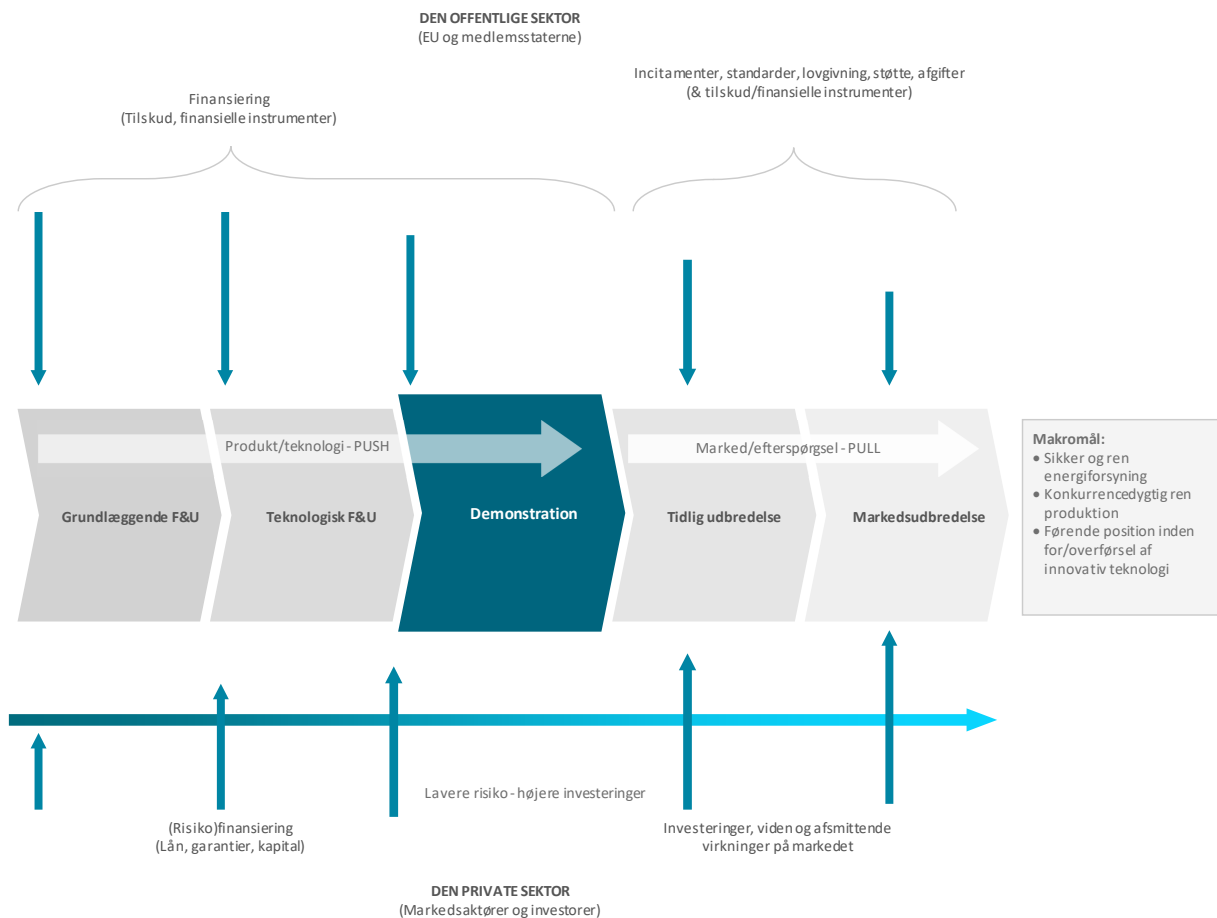 DEN OFFENTLIGE SEKTOR
(EU og medlemsstaterne)
Incitamenter, standarder, lovgivning, støtte, afgifter
(& tilskud/finansielle instrumenter)
Finansiering
(Tilskud, finansielle instrumenter)
Produkt/teknologi - PUSH
Marked/efterspørgsel - PULL
Grundlæggende F&U
Teknologisk F&U
Demonstration
Tidlig udbredelse
Markedsudbredelse
Makromål:
• Sikker og ren
energiforsyning
• Konkurrencedygtig ren
produktion
• Førende position inden
for/overførsel af
innovativ teknologi
Lavere risiko - højere investeringer
(Risiko)finansiering
(Lån, garantier, kapital)
Investeringer, viden og afsmittende
virkninger på markedet
DEN PRIVATE SEKTOR
(Markedsaktører og investorer)